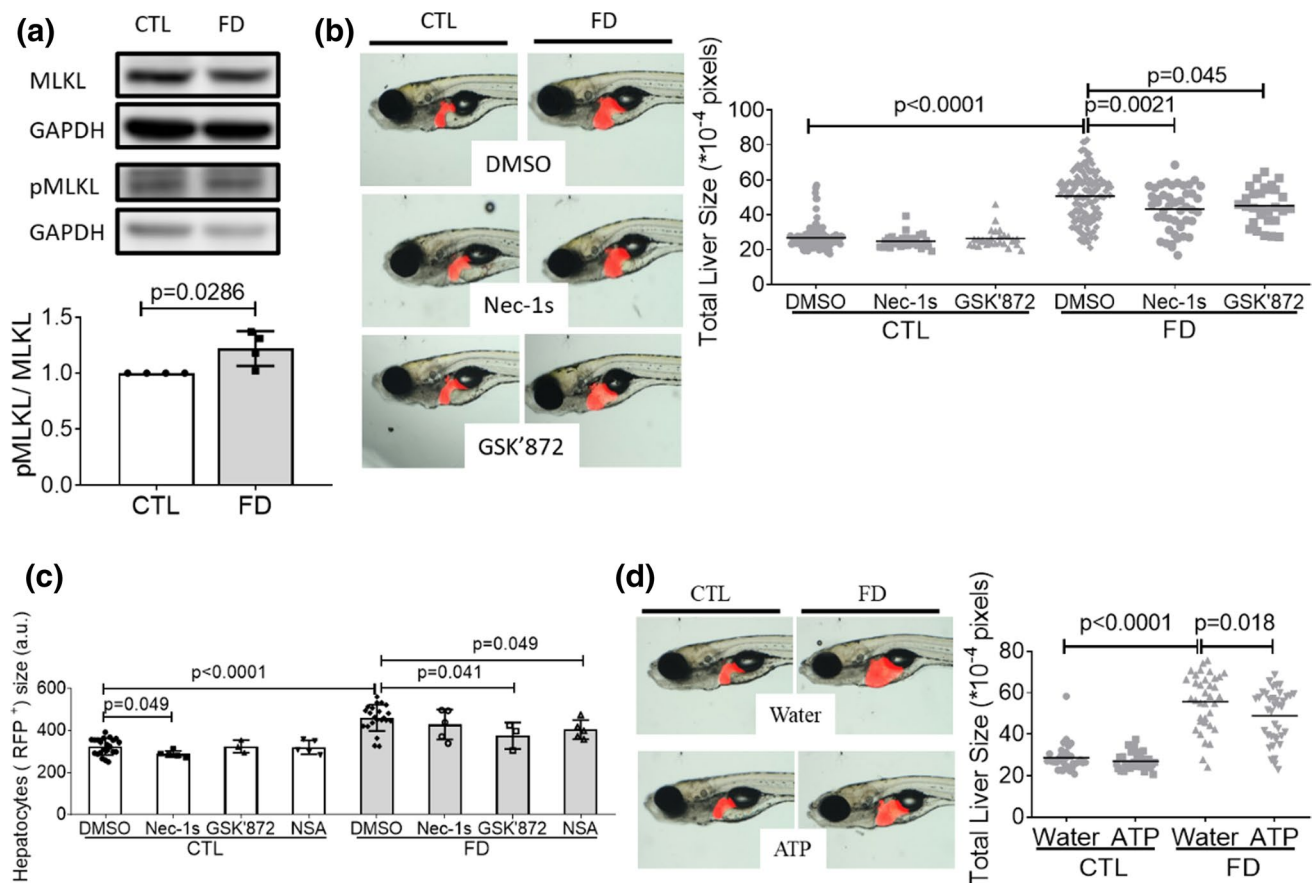 (a)
CTL FD
MLKL
GAPDH
pMLKL
GAPDH
p=0.0286
pMLKL/ MLKL
1.5
1.0
0.5
0.0
CTL FD
(b)
CTL FD
DMSO
Nec-1s
GSK'872
Total Liver Size (*10⁻⁴ pixels)
p=0.045
p<0.0001 p=0.0021
100
80
60
40
20
0
DMSO Nec-1s GSK'872 DMSO Nec-1s GSK'872
CTL FD
(c)
Hepatocytes ( RFP ⁺) size (a.u.)
p=0.049
p<0.0001 p=0.041
p=0.049
600
400
200
0
DMSO Nec-1s GSK'872 NSA DMSO Nec-1s GSK'872 NSA
CTL FD
(d)
CTL FD
Water
ATP
Total Liver Size (*10⁻⁴ pixels)
p<0.0001 p=0.018
80
60
40
20
0
Water ATP Water ATP
CTL FD